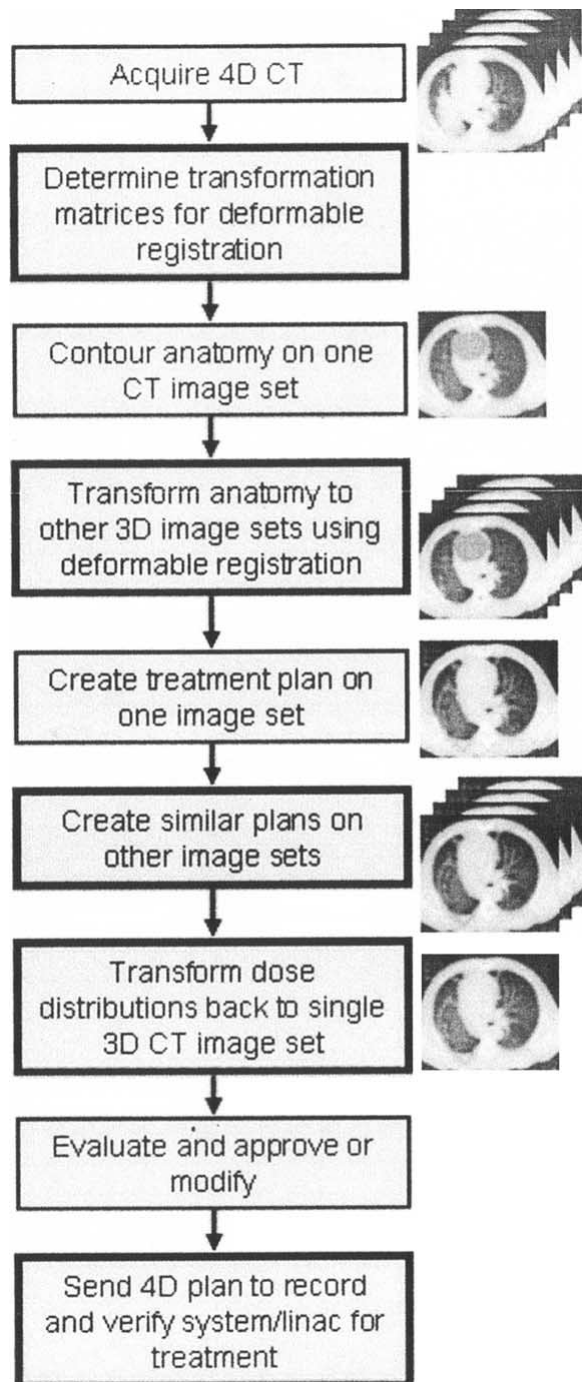 Acquire 4D CT
Determine transformation
matrices for deformable
registration
Contour anatomy on one
CT image set
Transform anatomy to
other 3D image sets using
deformable registration
Create treatment plan on
one image set
Create similar plans on
other image sets
Transform dose
distributions back to single
3D CT image set
Evaluate and approve or
modify
Send 4D plan to record
and verify system/linac for
treatment